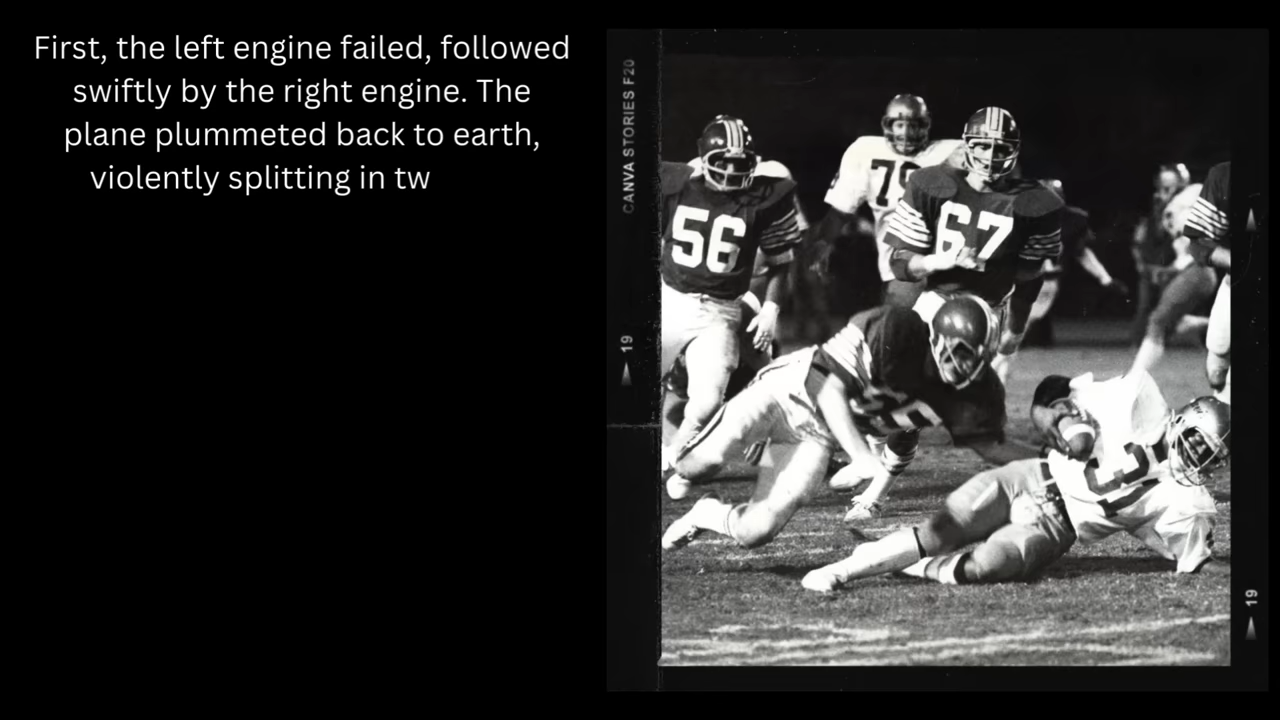 First, the left engine failed, followed
swiftly by the right engine. The
plane plummeted back to earth,
violently splitting in tw
CANVA STORIES F20
19
56
67
19